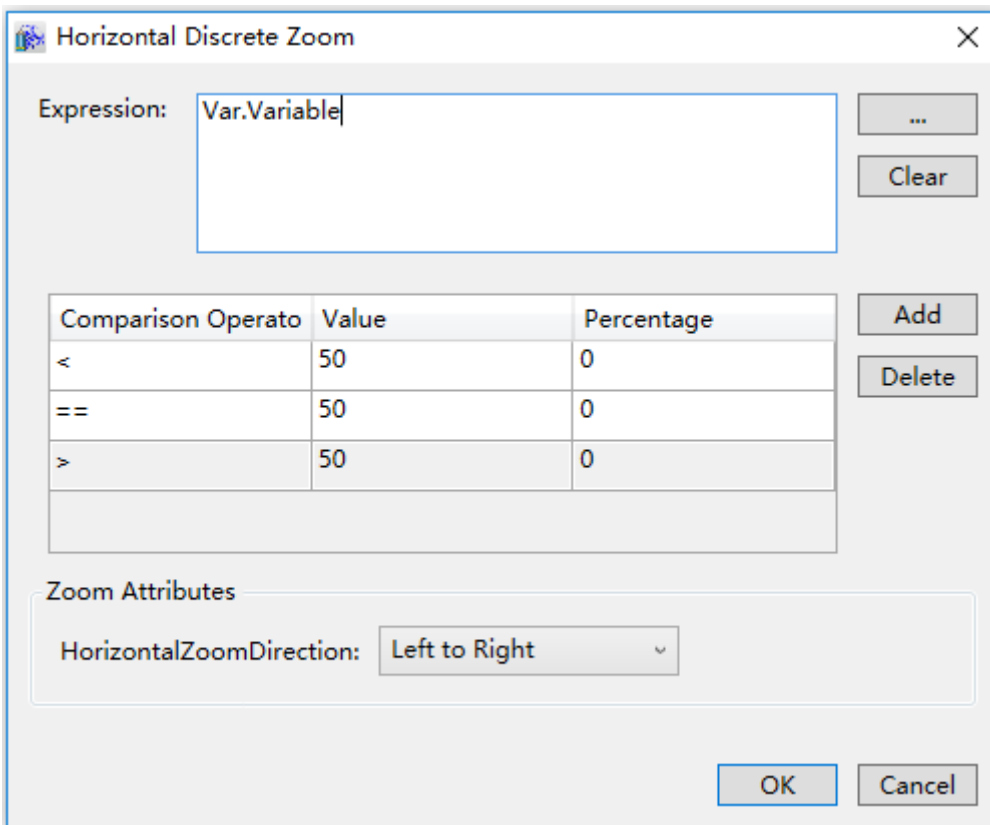 Horizontal Discrete Zoom
Expression: Var.Variable ...
Clear
Comparison Operato Value Percentage Add
< 50 0
Delete
== 50 0
> 50 0
Zoom Attributes
HorizontalZoomDirection: Left to Right
OK Cancel